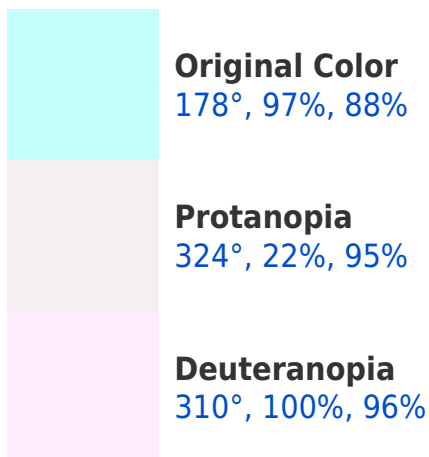 Original Color
178°, 97%, 88%
Protanopia
324°, 22%, 95%
Deuteranopia
310°, 100%, 96%